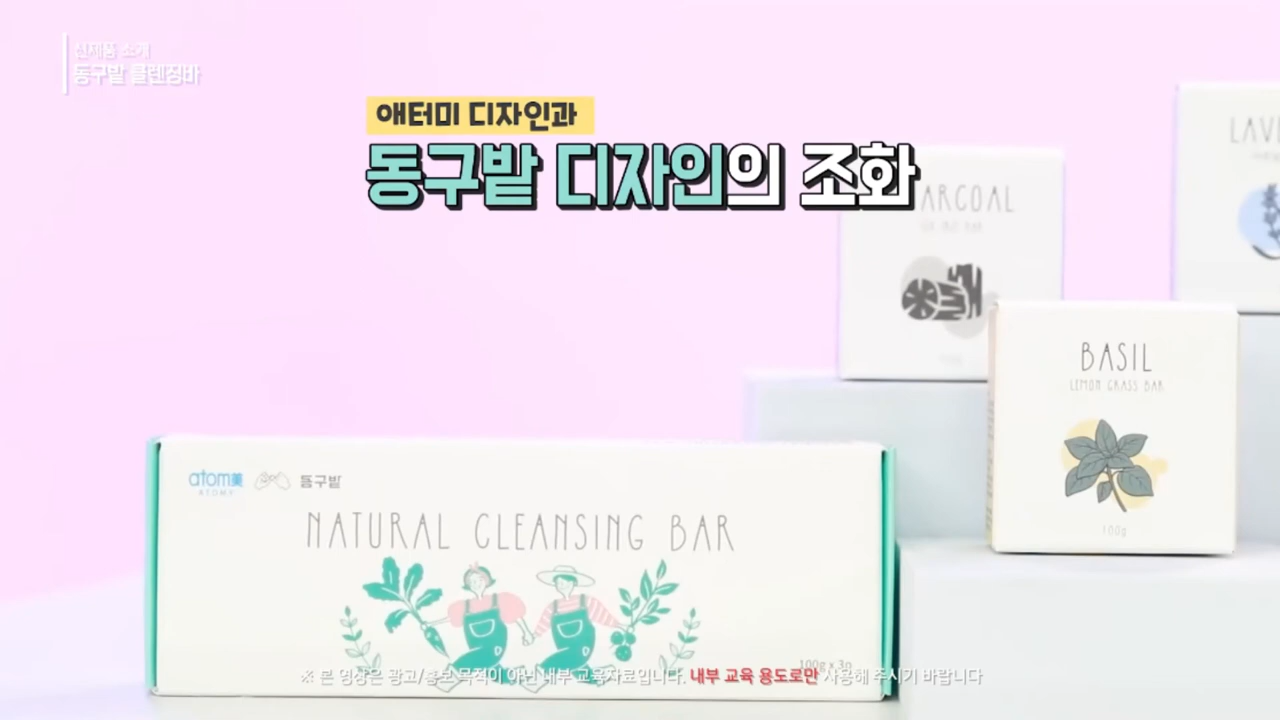 신제품 소개
동구밭 클렌징바
애터미 디자인과
동구밭 디자인의 조화
ARCOAL
LAV
BASIL
LEMON GRASS BAR
100g
atom美 동구밭
ATOMY
NATURAL CLEANSING BAR
100g x 3
※ 본 영상은 광고/홍보 목적이 아닌 내부 교육자료입니다. 내부 교육 용도로만 사용해 주시기 바랍니다